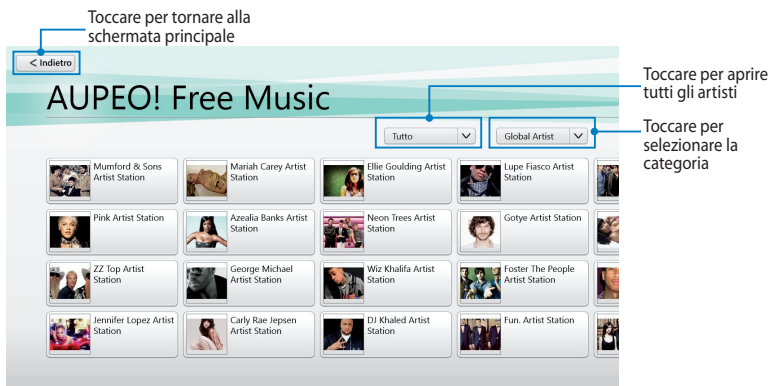 Toccare per tornare alla
schermata principale
< Indietro
AUPEO! Free Music
Toccare per aprire
tutti gli artisti
Tutto
Global Artist
Toccare per
selezionare la
categoria
Mumford & Sons
Artist Station
Mariah Carey Artist
Station
Ellie Goulding Artist
Station
Lupe Fiasco Artist
Station
Pink Artist Station
Azealia Banks Artist
Station
Neon Trees Artist
Station
Gotye Artist Station
ZZ Top Artist
Station
George Michael
Artist Station
Wiz Khalifa Artist
Station
Foster The People
Artist Station
Jennifer Lopez Artist
Station
Carly Rae Jepsen
Artist Station
DJ Khaled Artist
Station
Fun. Artist Station